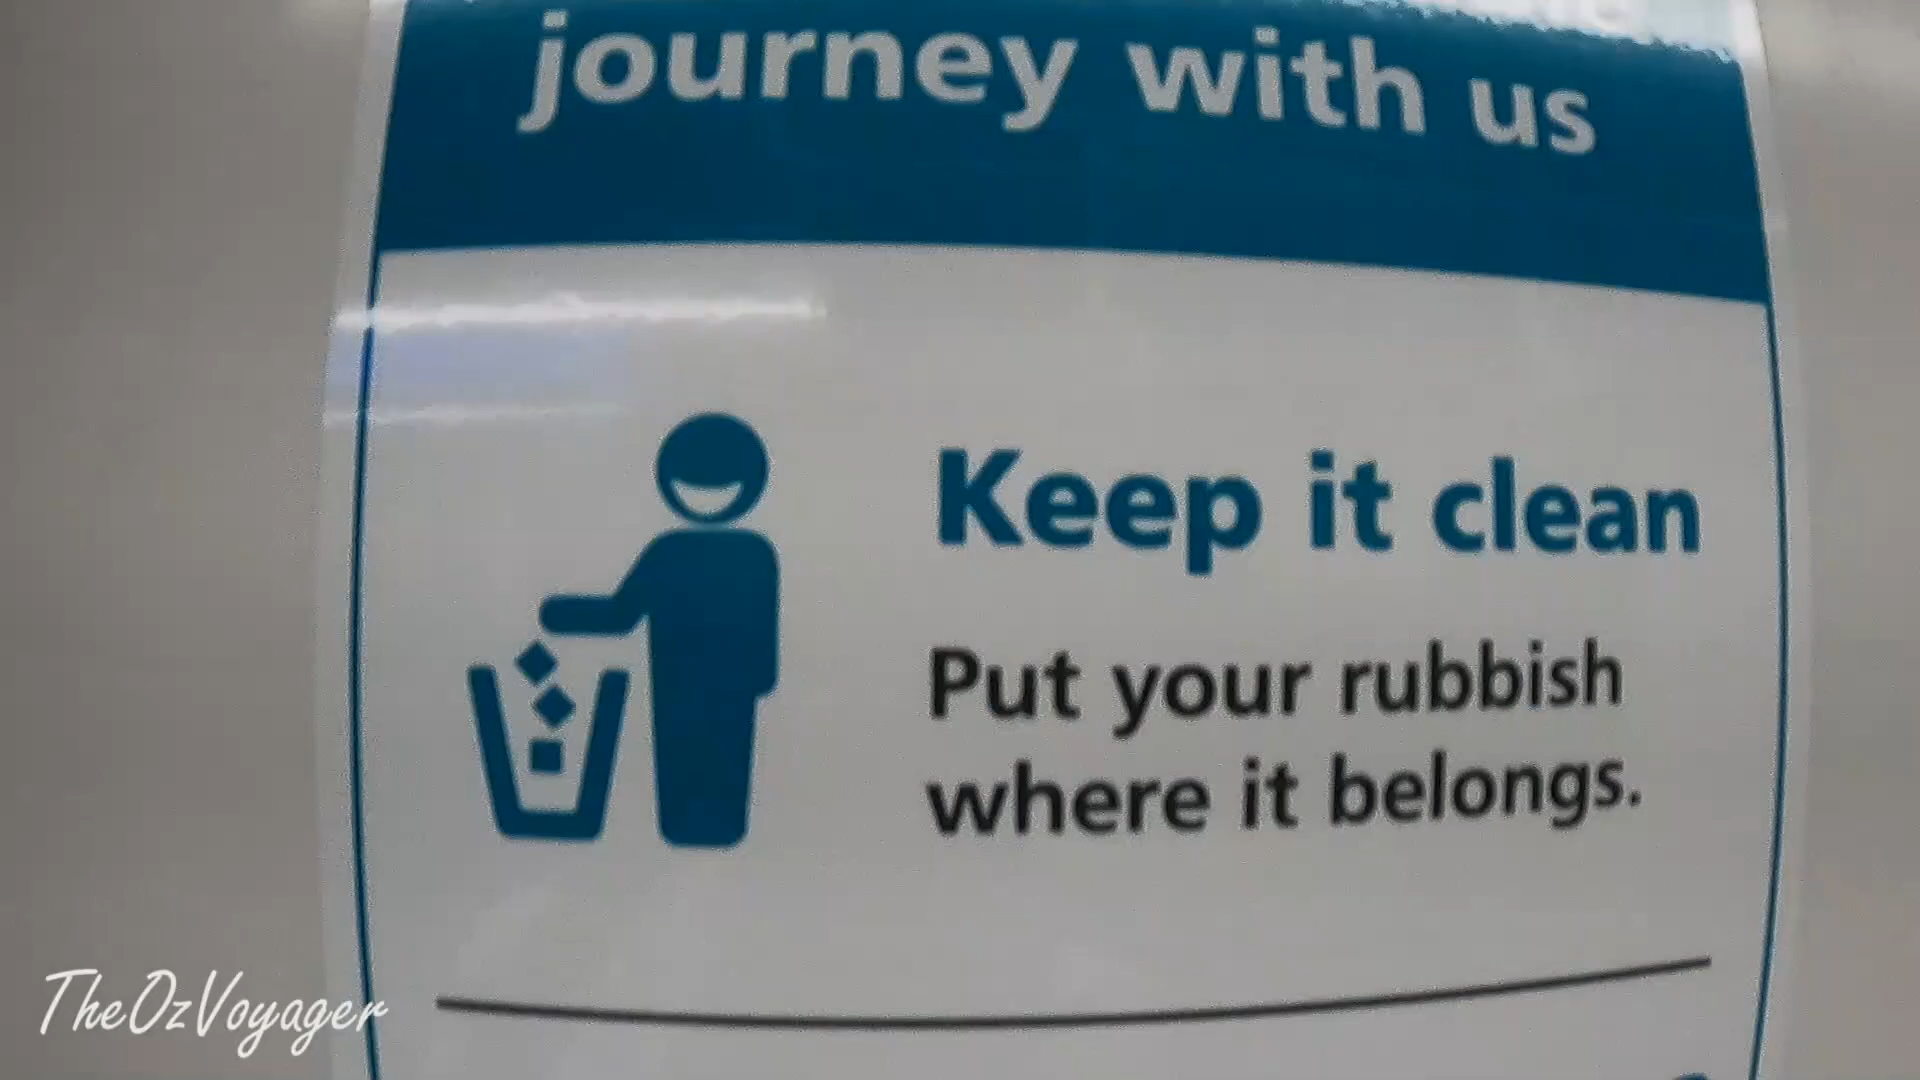 journey with us
Keep it clean
Put your rubbish
where it belongs.
TheOzVoyager